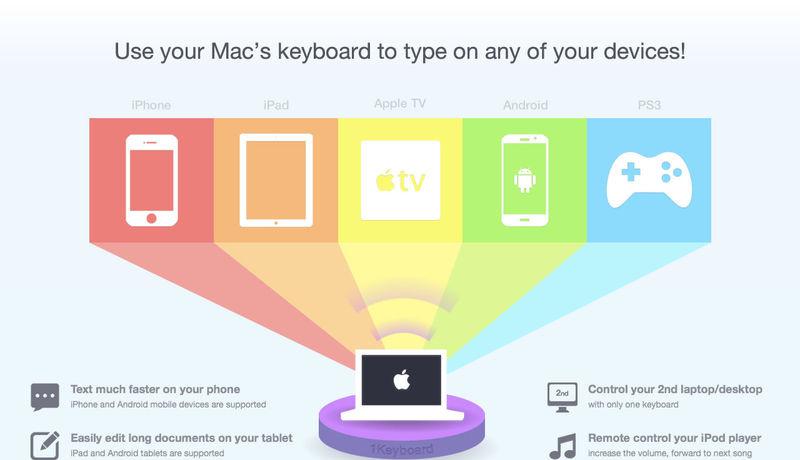 Use your Mac's keyboard to type on any of your devices!
iPhone
iPad
Apple TV
Android
PS3
tv
Text much faster on your phone
iPhone and Android mobile devices are supported
Easily edit long documents on your tablet
iPad and Android tablets are supported
1Keyboard
2nd
Control your 2nd laptop/desktop
with only one keyboard
Remote control your iPod player
increase the volume, forward to next song